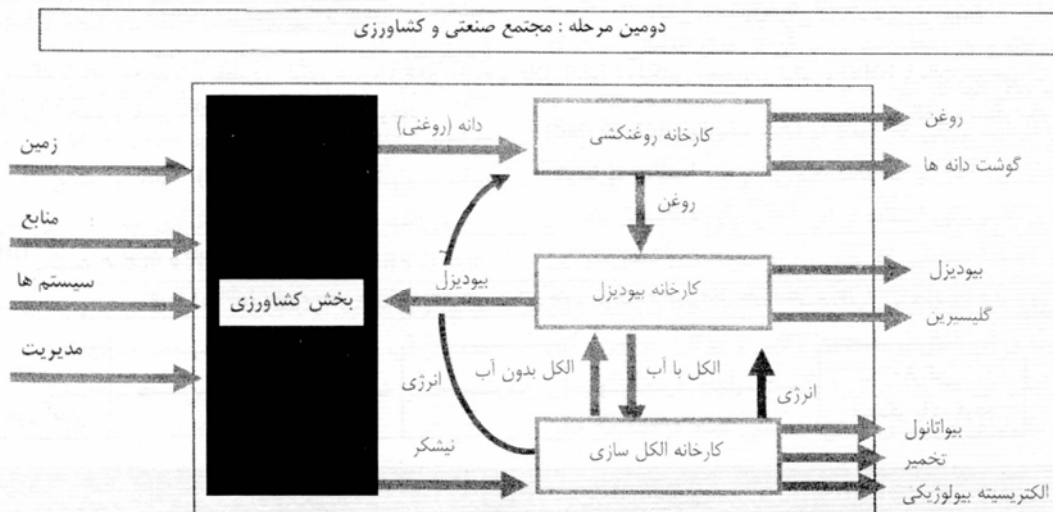 دومین مرحله : مجتمع صنعتی و کشاورزی
زمین
منابع
سیستم ها
مدیریت
بخش کشاورزی
دانه (روغنی)
کارخانه روغنکشی
روغن
گوشت دانه ها
روغن
بیودیزل
کارخانه بیودیزل
بیودیزل
گلیسیرین
انرژی
الکل بدون آب
الکل با آب
انرژی
نیشکر
کارخانه الکل سازی
بیواتانول
تخمیر
الکتریسیته بیولوژیکی